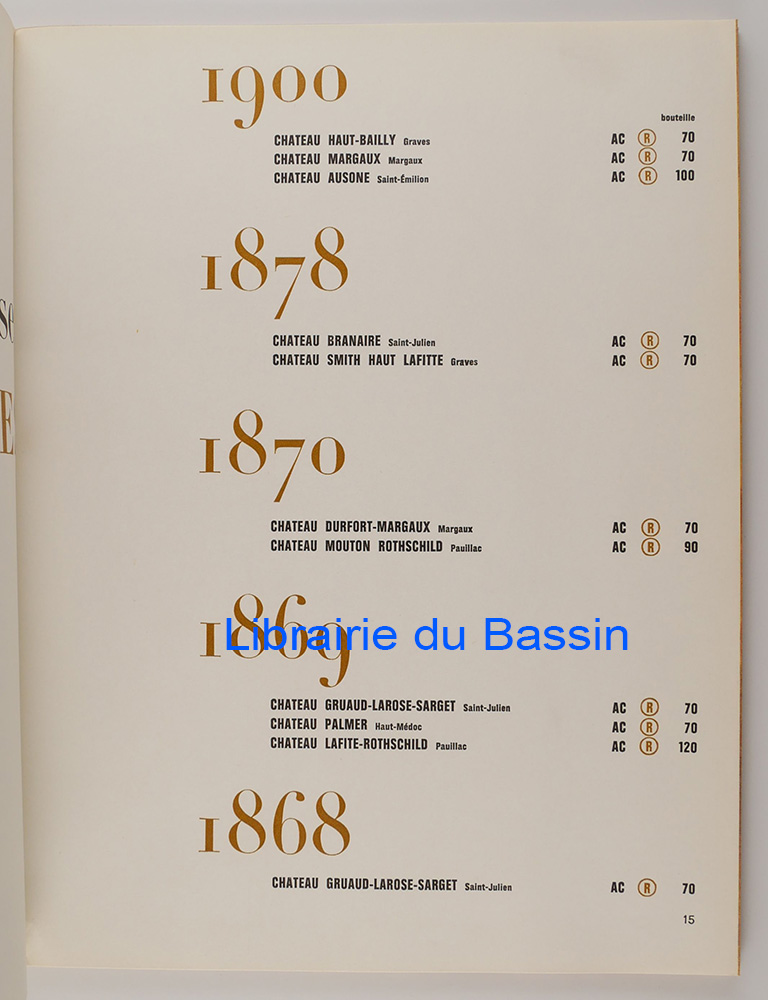 se
E
1900
bouteille
CHATEAU HAUT-BAILLY Graves AC R 70
CHATEAU MARGAUX Margaux AC R 70
CHATEAU AUSONE Saint-Émilion AC R 100
1878
CHATEAU BRANAIRE Saint-Julien AC R 70
CHATEAU SMITH HAUT LAFITTE Graves AC R 70
1870
CHATEAU DURFORT-MARGAUX Margaux AC R 70
CHATEAU MOUTON ROTHSCHILD Pauillac AC R 90
1869
Librairie du Bassin
CHATEAU GRUAUD-LAROSE-SARGET Saint-Julien AC R 70
CHATEAU PALMER Haut-Médoc AC R 70
CHATEAU LAFITE-ROTHSCHILD Pauillac AC R 120
1868
CHATEAU GRUAUD-LAROSE-SARGET Saint-Julien AC R 70
15